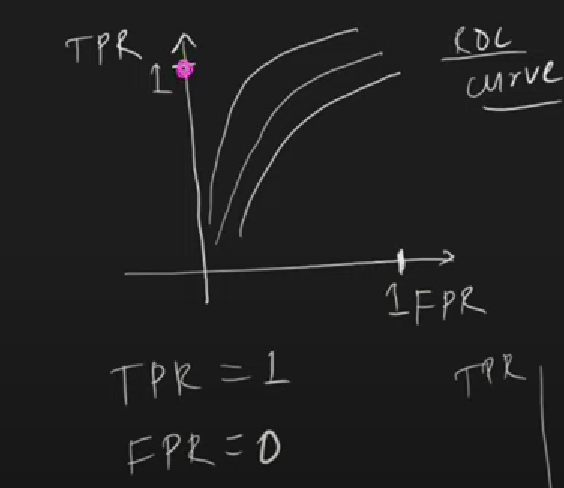 TPR
1
ROC
curve
1 FPR
TPR = 1
FPR = 0
TPR